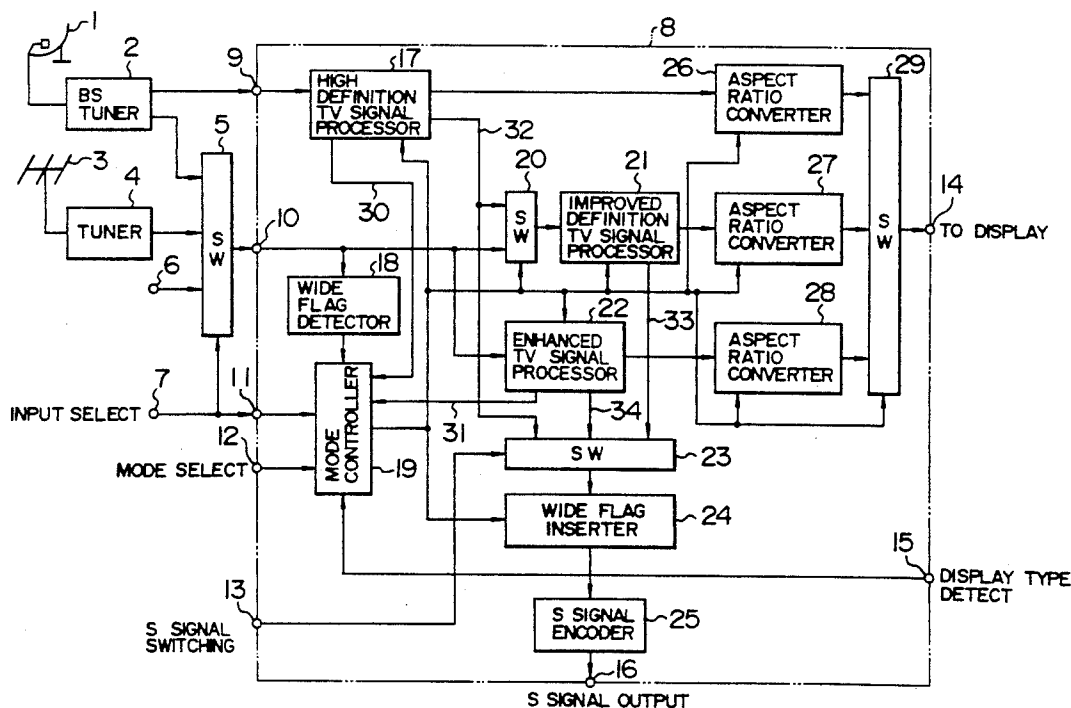 1
2
8
9
17
26
29
BS
TUNER
HIGH
DEFINITION
TV SIGNAL
PROCESSOR
ASPECT
RATIO
CONVERTER
5
32
3
4
20
21
27
14
30
TUNER
SW
10
SW
IMPROVED
DEFINITION
TV SIGNAL
PROCESSOR
ASPECT
RATIO
CONVERTER
SW
TO DISPLAY
6
18
WIDE
FLAG
DETECTOR
22
33
28
ENHANCED
TV SIGNAL
PROCESSOR
ASPECT
RATIO
CONVERTER
7
11
INPUT SELECT
31
34
12
MODE SELECT
MODE
CONTROLLER
19
SW
23
WIDE FLAG
INSERTER
24
15
DISPLAY TYPE
DETECT
13
S SIGNAL
SWITCHING
S SIGNAL
ENCODER
25
16
S SIGNAL OUTPUT